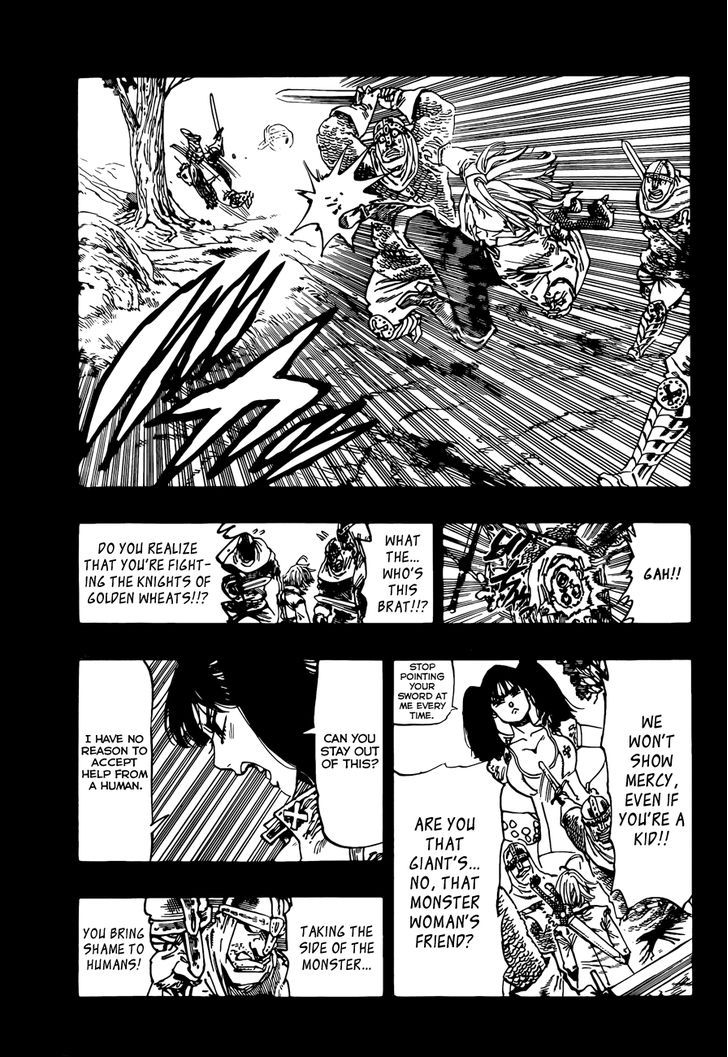 GAH!!
WHAT
THE...
WHO'S
THIS
BRAT!!?
DO YOU REALIZE
THAT YOU'RE FIGHT-
ING THE KNIGHTS OF
GOLDEN WHEATS!!?
WE
WON'T
SHOW
MERCY,
EVEN IF
YOU'RE A
KID!!
STOP
POINTING
YOUR
SWORD AT
ME EVERY
TIME.
ARE YOU
THAT
GIANT'S...
NO, THAT
MONSTER
WOMAN'S
FRIEND?
CAN YOU
STAY OUT
OF THIS?
I HAVE NO
REASON TO
ACCEPT
HELP FROM
A HUMAN.
TAKING THE
SIDE OF THE
MONSTER...
YOU BRING
SHAME TO
HUMANS!